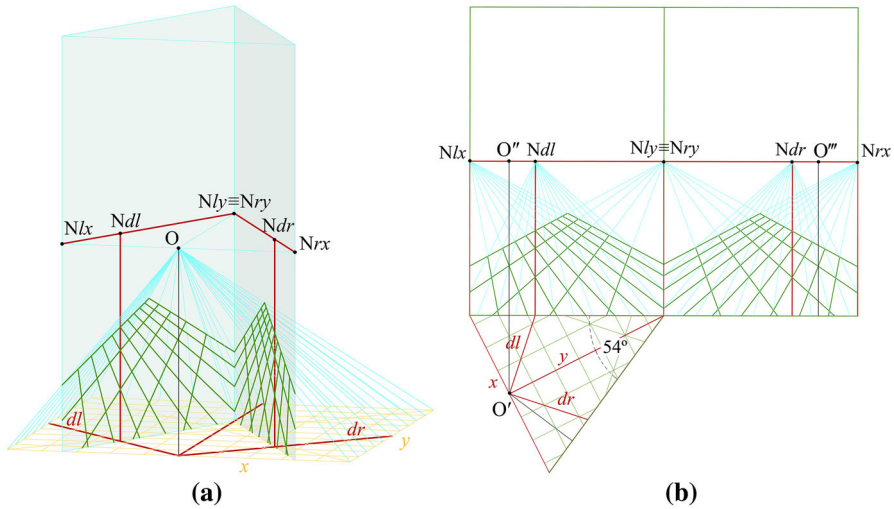 Nlx
Ndl
Nly≡Nry
Ndr
Nrx
O
dl
dr
x
y
(a)
Nlx
O″
Ndl
Nly≡Nry
Ndr
O‴
Nrx
dl
y
54º
x
dr
O′
(b)